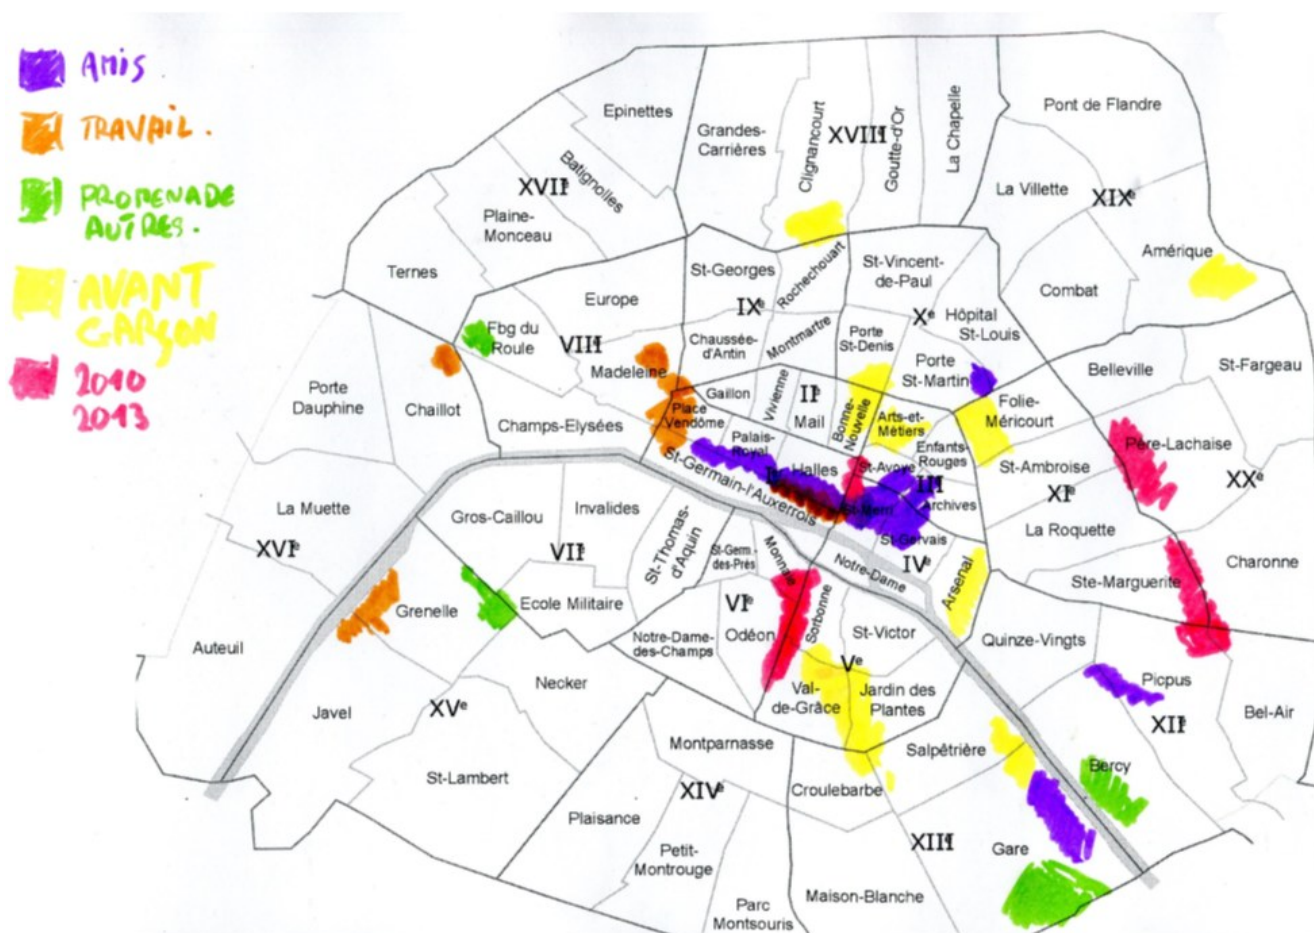 AMIS
TRAVAIL.
PROMENADE
AUTRES.
AVANT
GARÇON
2010
2013
Epinettes
Pont de Flandre
Grandes-
Carrières
Clignancourt
XVIIIe
Goutte-d'Or
La Chapelle
Batignolles
XVIIe
Plaine-
Monceau
La Villette
XIXe
Ternes
St-Georges
Rochechouart
St-Vincent-
de-Paul
Amérique
Europe
IXe
Combat
Xe
Hôpital
St-Louis
Fbg du
Roule
VIIIe
Chaussée-
d'Antin
Montmartre
Porte
St-Denis
Madeleine
Porte
St-Martin
Belleville
St-Fargeau
Porte
Dauphine
Chaillot
Gaillon
Vivienne
IIe
Mail
Bonne-
Nouvelle
Arts-et-
Métiers
Folie-
Méricourt
Champs-Elysées
Place
Vendôme
Palais-
Royal
Enfants-
Rouges
Père-Lachaise
Halles
St-Avoye
St-Ambroise
St-Germain-l'Auxerrois
IIIe
Archives
XIe
XXe
La Muette
Gros-Caillou
Invalides
St-Merri
La Roquette
XVIe
VIIe
St-Thomas-
d'Aquin
St-Germ.-
des-Prés
Monnaie
St-Gervais
Notre-Dame
IVe
Arsenal
Charonne
Ste-Marguerite
Grenelle
Ecole Militaire
VIe
Odéon
Sorbonne
St-Victor
Quinze-Vingts
Auteuil
Notre-Dame-
des-Champs
Ve
Picpus
Necker
Val-
de-Grâce
Jardin des
Plantes
Javel
XVe
XIIe
Bel-Air
Montparnasse
Salpêtrière
Bercy
St-Lambert
XIVe
Croulebarbe
Plaisance
Petit-
Montrouge
XIIIe
Gare
Maison-Blanche
Parc
Montsouris